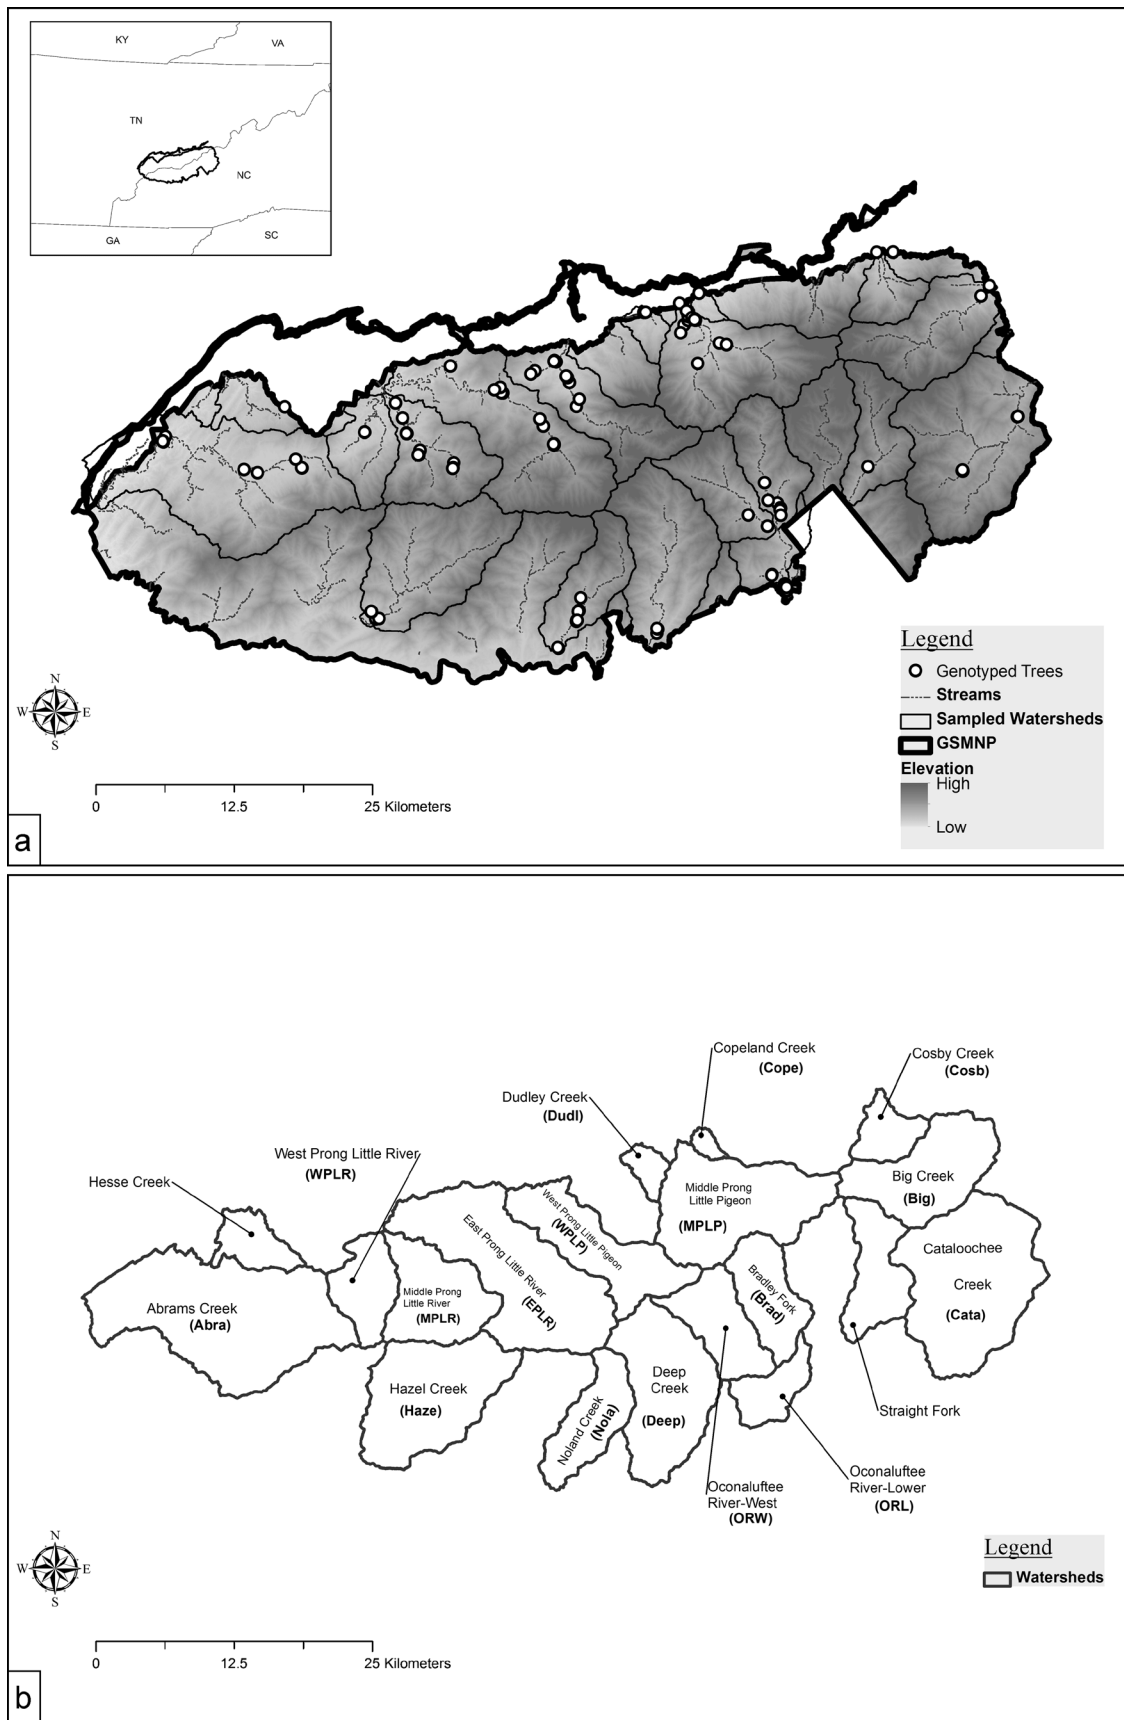 KY
VA
TN
NC
GA
SC
Legend
Genotyped Trees
Streams
Sampled Watersheds
GSMNP
Elevation
High
Low
N
W
E
S
0
12.5
25 Kilometers
a
Copeland Creek
(Cope)
Cosby Creek
(Cosb)
Dudley Creek
(Dudl)
West Prong Little River
(WPLR)
Hesse Creek
Big Creek
(Big)
Middle Prong
Little Pigeon
(MPLP)
West Prong Little Pigeon
(WPLP)
East Prong Little River
(EPLR)
Cataloochee
Creek
(Cata)
Bradley Fork
(Brad)
Middle Prong
Little River
(MPLR)
Abrams Creek
(Abra)
Hazel Creek
(Haze)
Deep
Creek
(Deep)
Noland Creek
(Nola)
Straight Fork
Oconaluftee
River-Lower
(ORL)
Oconaluftee
River-West
(ORW)
Legend
Watersheds
N
W
E
S
0
12.5
25 Kilometers
b